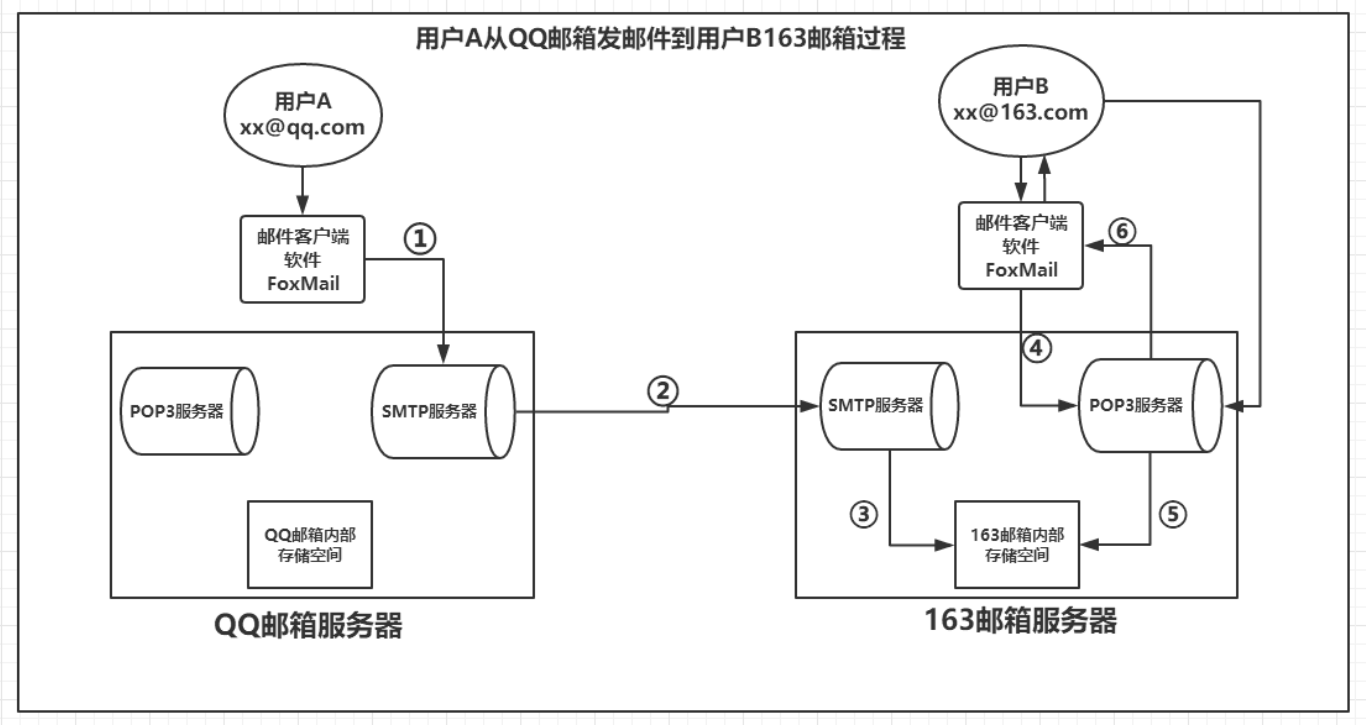 用户A从QQ邮箱发邮件到用户B163邮箱过程
用户A
xx@qq.com
邮件客户端
软件
FoxMail
①
POP3服务器
SMTP服务器
QQ邮箱内部
存储空间
QQ邮箱服务器
②
用户B
xx@163.com
邮件客户端
软件
FoxMail
⑥
④
SMTP服务器
POP3服务器
③
163邮箱内部
存储空间
⑤
163邮箱服务器